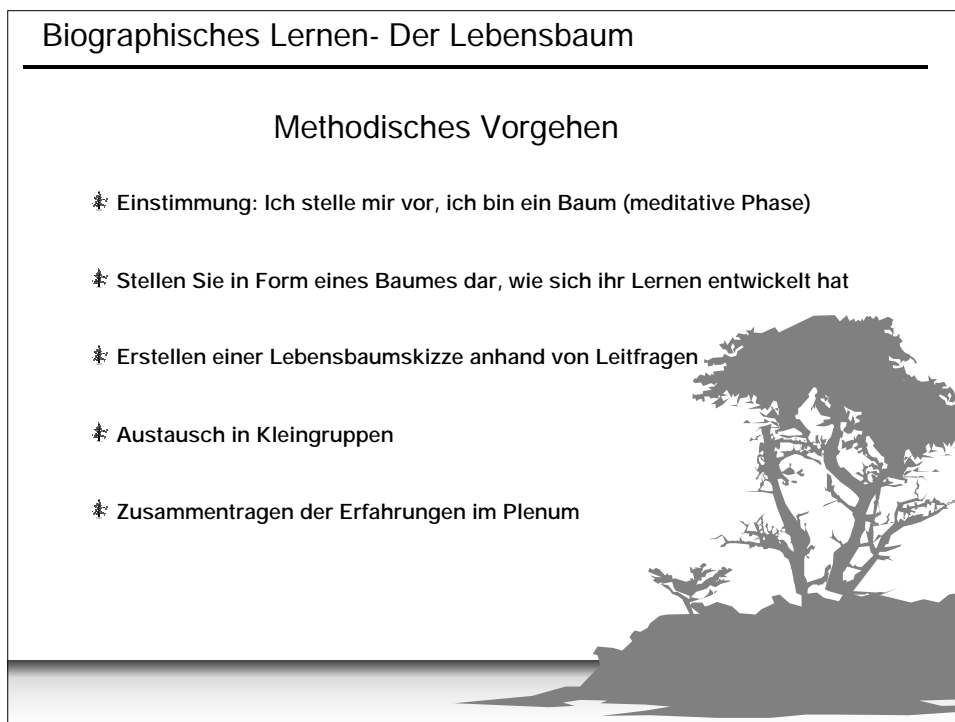 Biographisches Lernen- Der Lebensbaum
Methodisches Vorgehen
Einstimmung: Ich stelle mir vor, ich bin ein Baum (meditative Phase)
Stellen Sie in Form eines Baumes dar, wie sich ihr Lernen entwickelt hat
Erstellen einer Lebensbaumskizze anhand von Leitfragen
Austausch in Kleingruppen
Zusammentragen der Erfahrungen im Plenum